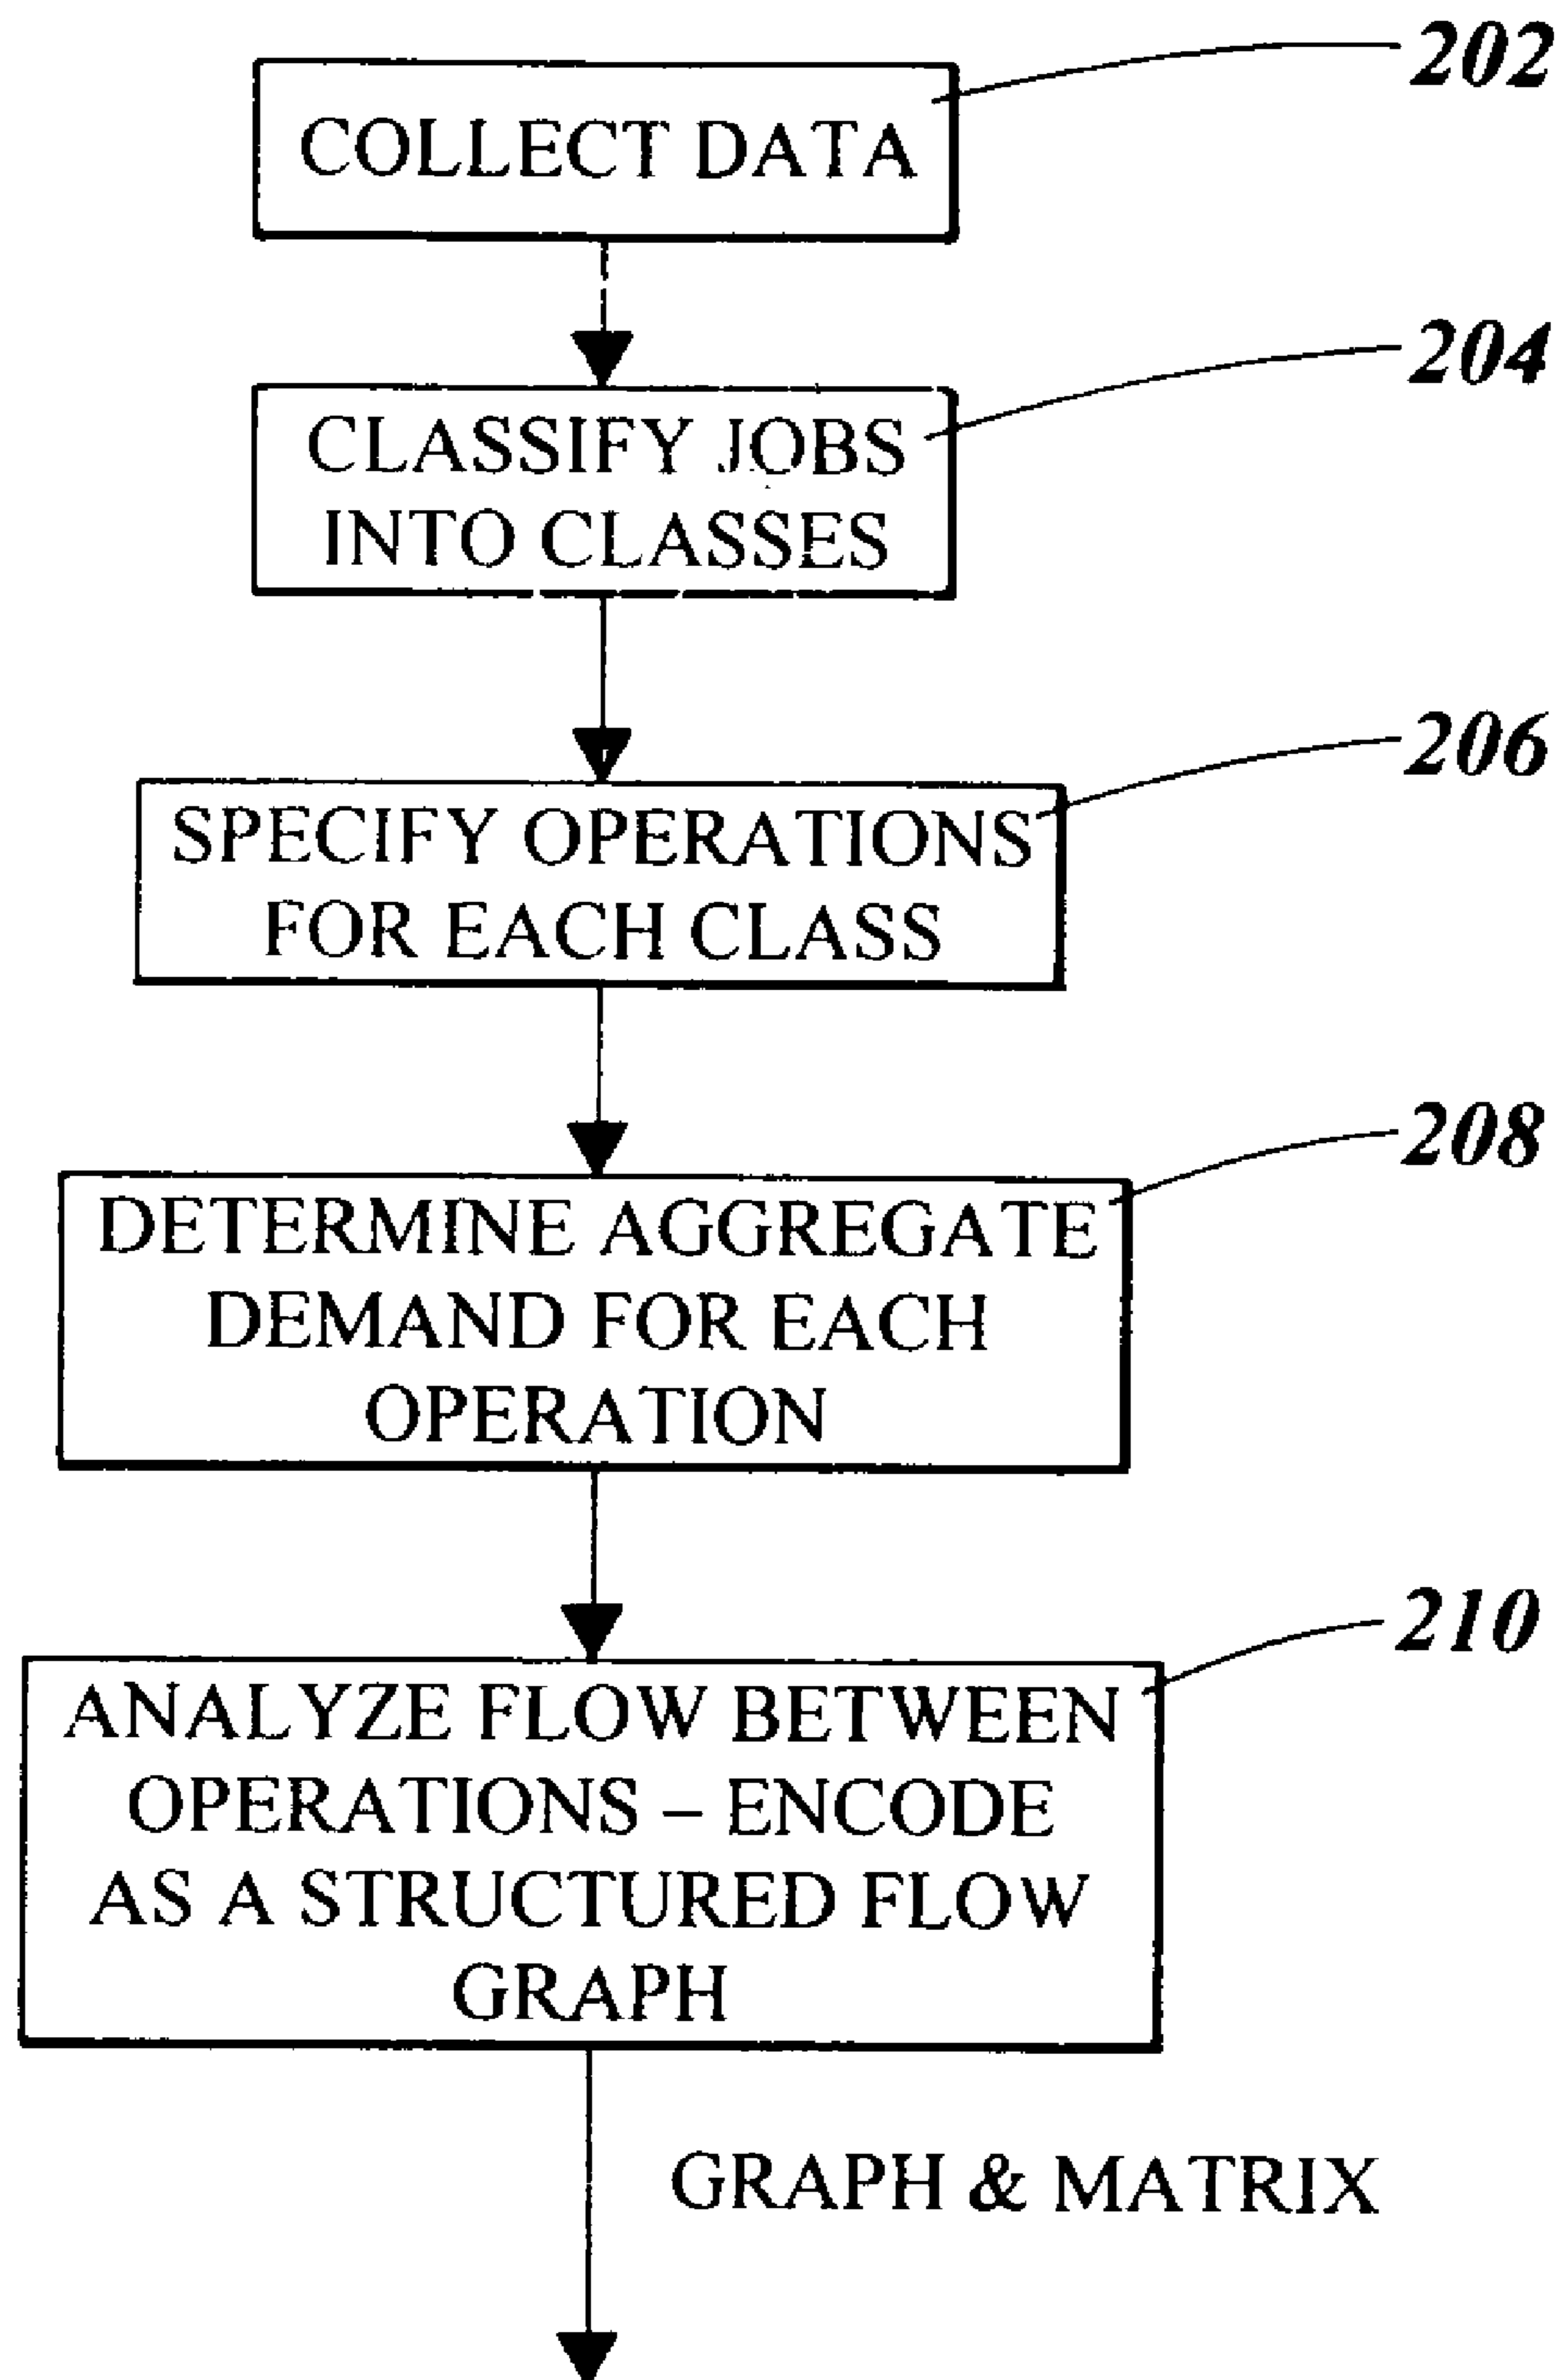 202
COLLECT DATA
204
CLASSIFY JOBS
INTO CLASSES
206
SPECIFY OPERATIONS
FOR EACH CLASS
208
DETERMINE AGGREGATE
DEMAND FOR EACH
OPERATION
210
ANALYZE FLOW BETWEEN
OPERATIONS – ENCODE
AS A STRUCTURED FLOW
GRAPH
GRAPH & MATRIX